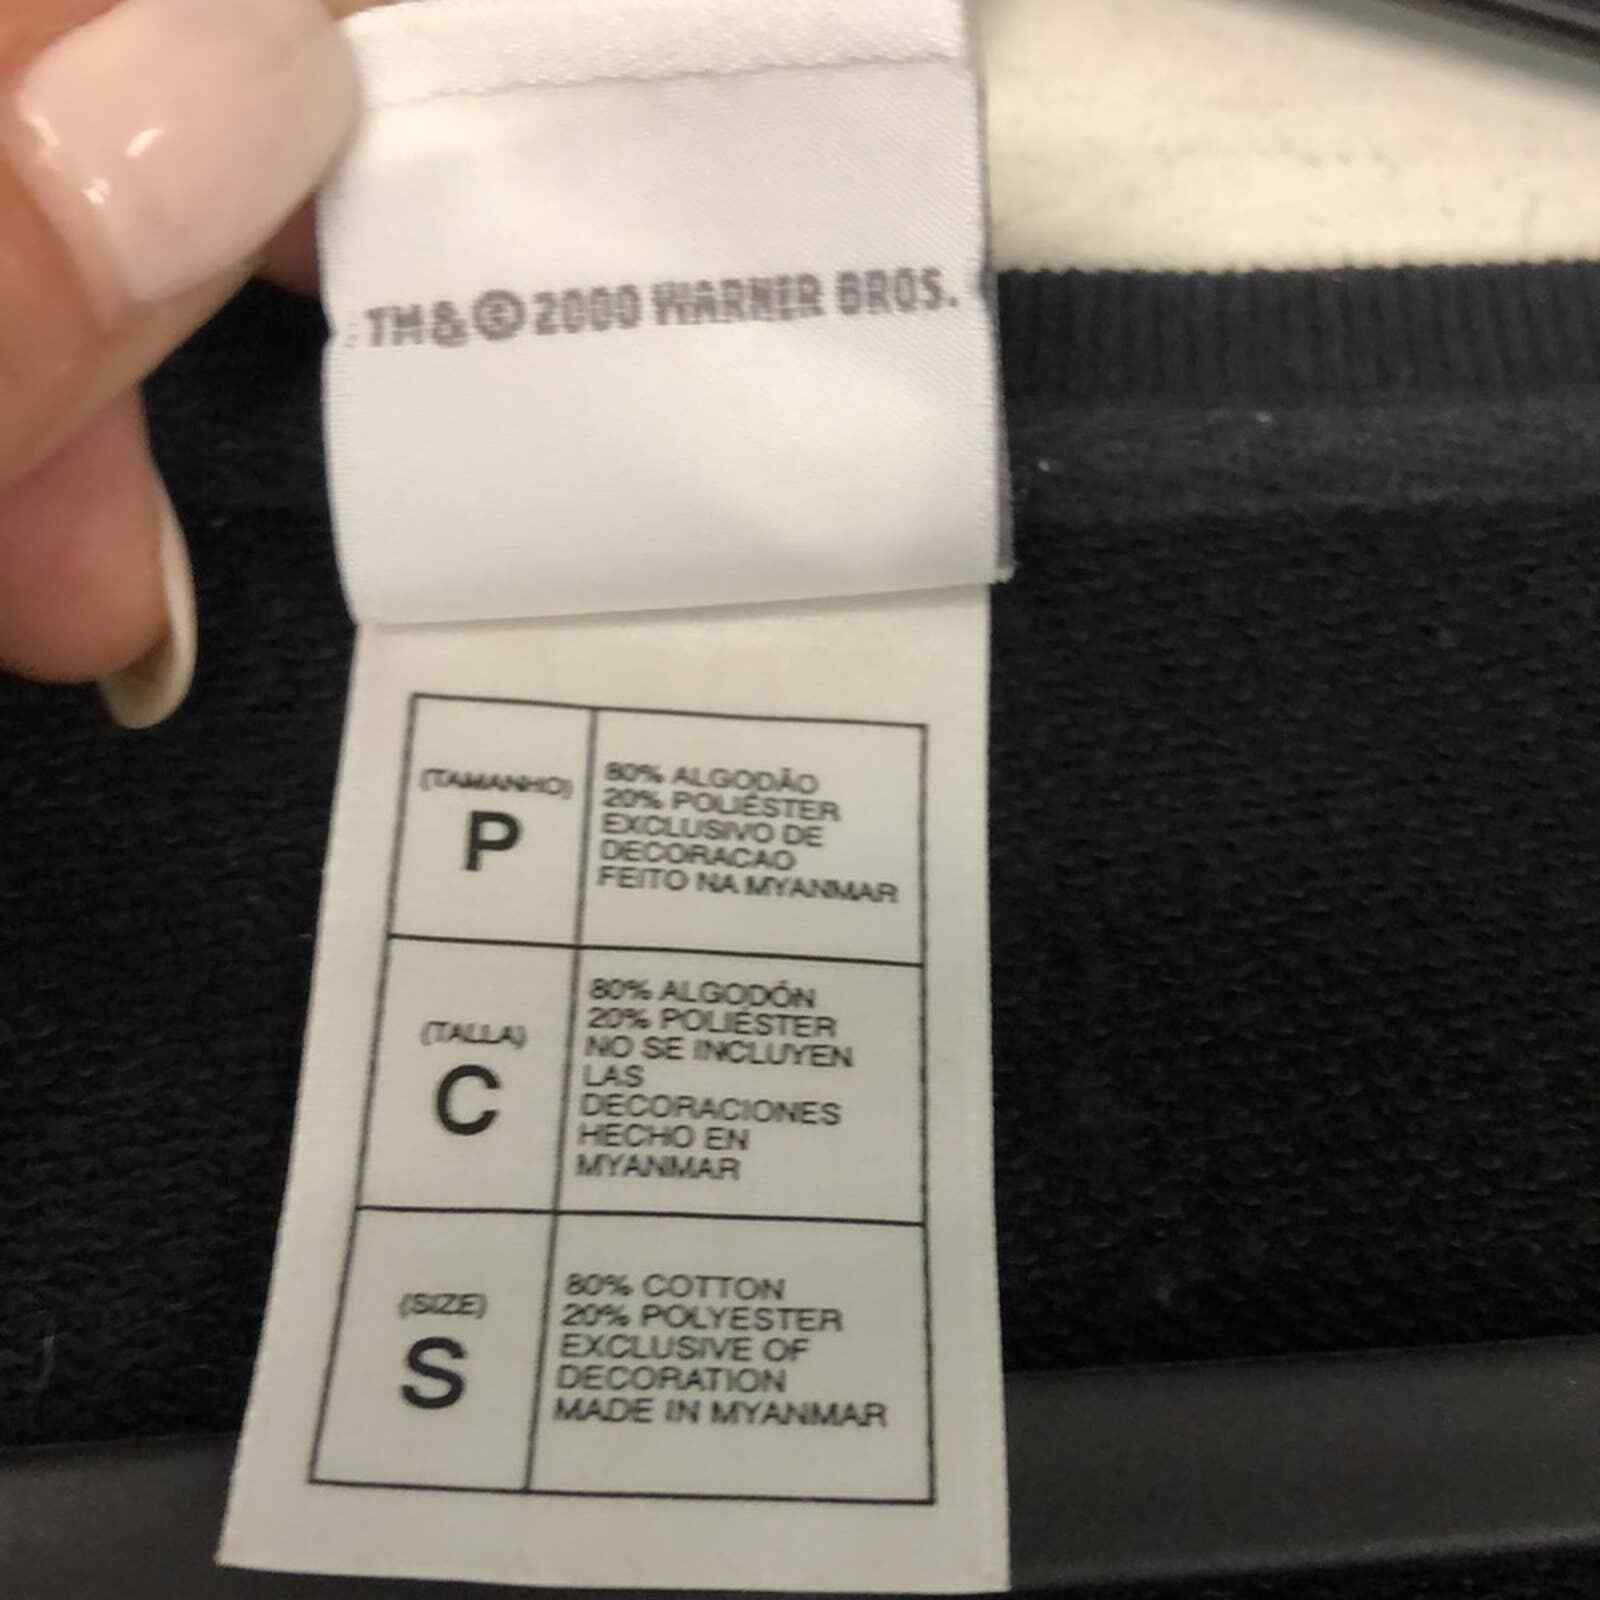 TM&©2000 WARNER BROS.
(TAMANHO)
P
80% ALGODÃO
20% POLIÉSTER
EXCLUSIVO DE
DECORACAO
FEITO NA MYANMAR
(TALLA)
C
80% ALGODÓN
20% POLIÉSTER
NO SE INCLUYEN
LAS
DECORACIONES
HECHO EN
MYANMAR
(SIZE)
S
80% COTTON
20% POLYESTER
EXCLUSIVE OF
DECORATION
MADE IN MYANMAR